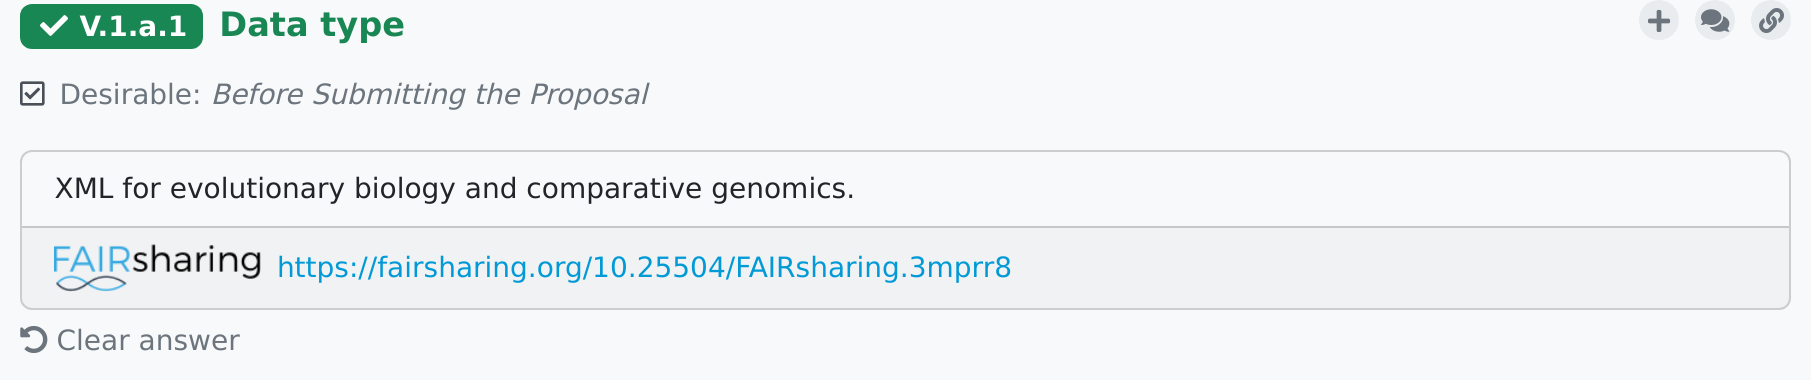 V.1.a.1 Data type
Desirable: Before Submitting the Proposal
XML for evolutionary biology and comparative genomics.
FAIRsharing https://fairsharing.org/10.25504/FAIRsharing.3mprr8
Clear answer